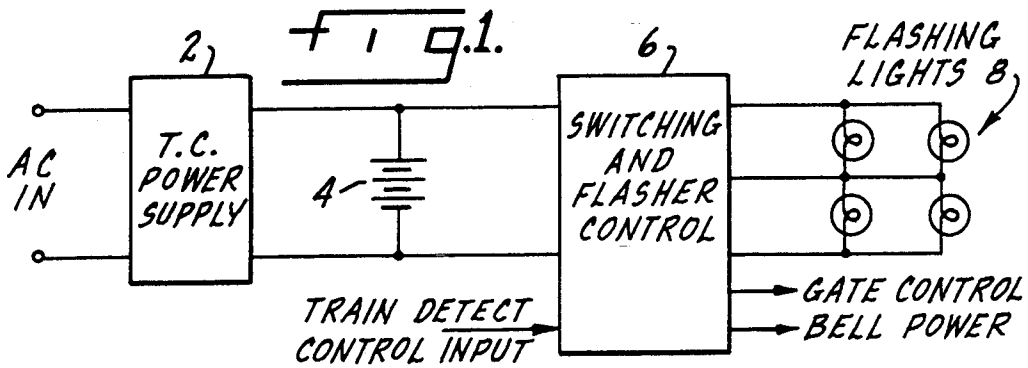 Fig.1.
2
6
FLASHING
LIGHTS 8
AC
IN
T.C.
POWER
SUPPLY
4
SWITCHING
AND
FLASHER
CONTROL
TRAIN DETECT
CONTROL INPUT
GATE CONTROL
BELL POWER